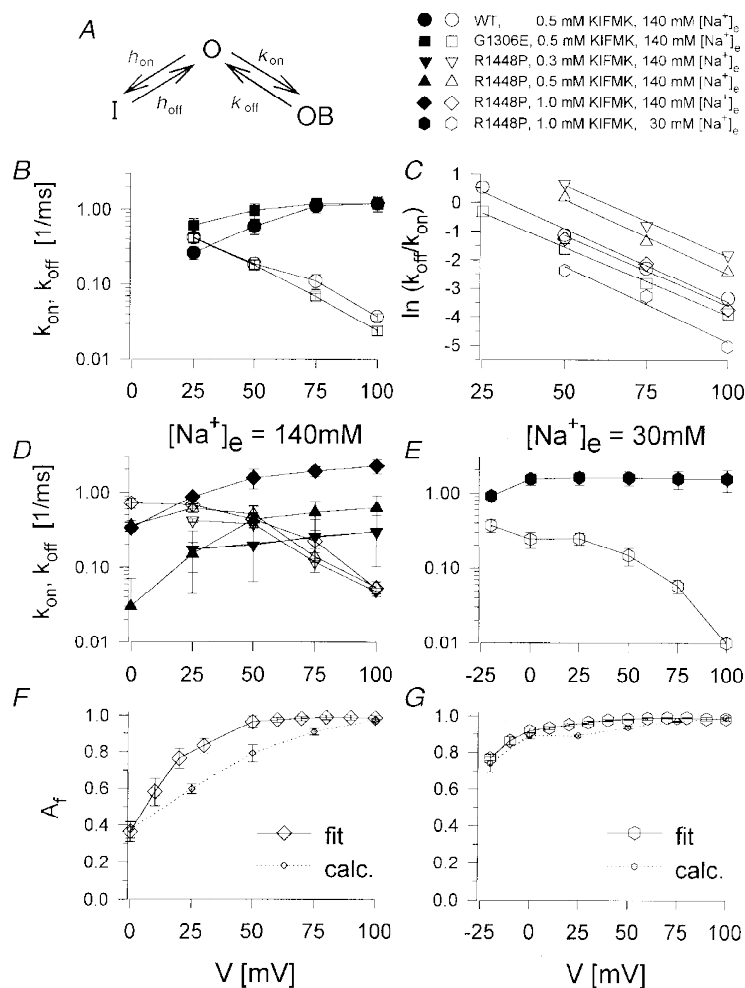 A
O
I
OB
h_on
h_off
k_on
k_off
WT, 0.5 mM KIFMK, 140 mM [Na⁺]e
G1306E, 0.5 mM KIFMK, 140 mM [Na⁺]e
R1448P, 0.3 mM KIFMK, 140 mM [Na⁺]e
R1448P, 0.5 mM KIFMK, 140 mM [Na⁺]e
R1448P, 1.0 mM KIFMK, 140 mM [Na⁺]e
R1448P, 1.0 mM KIFMK, 30 mM [Na⁺]e
B
k_on, k_off [1/ms]
1.00
0.10
0.01
0 25 50 75 100
C
ln (k_off/k_on)
1
0
-1
-2
-2
-3
-4
-5
25 50 75 100
[Na⁺]e = 140mM
[Na⁺]e = 30mM
D
k_on, k_off [1/ms]
1.00
0.10
0.01
0 25 50 75 100
E
1.00
0.10
0.01
-25 0 25 50 75 100
F
A_f
1.0
0.8
0.6
0.4
0.2
0.0
fit
calc.
0 25 50 75 100
V [mV]
G
1.0
0.8
0.6
0.4
0.2
0.0
fit
calc.
-25 0 25 50 75 100
V [mV]